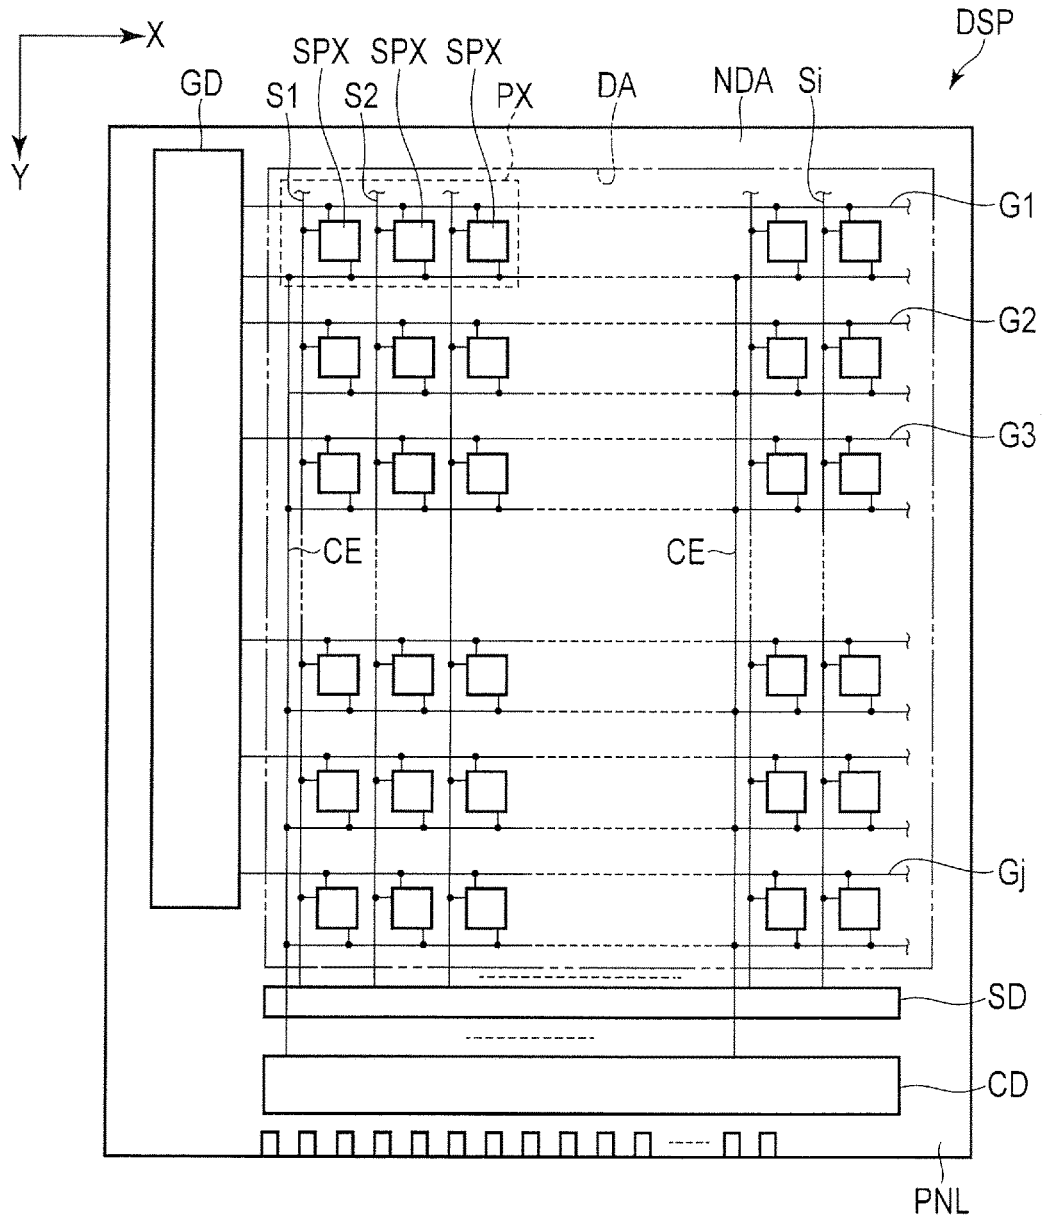 DSP
X
SPX SPX SPX
GD S1 S2 PX DA NDA Si
Y
G1
G2
G3
CE CE
Gj
SD
CD
PNL